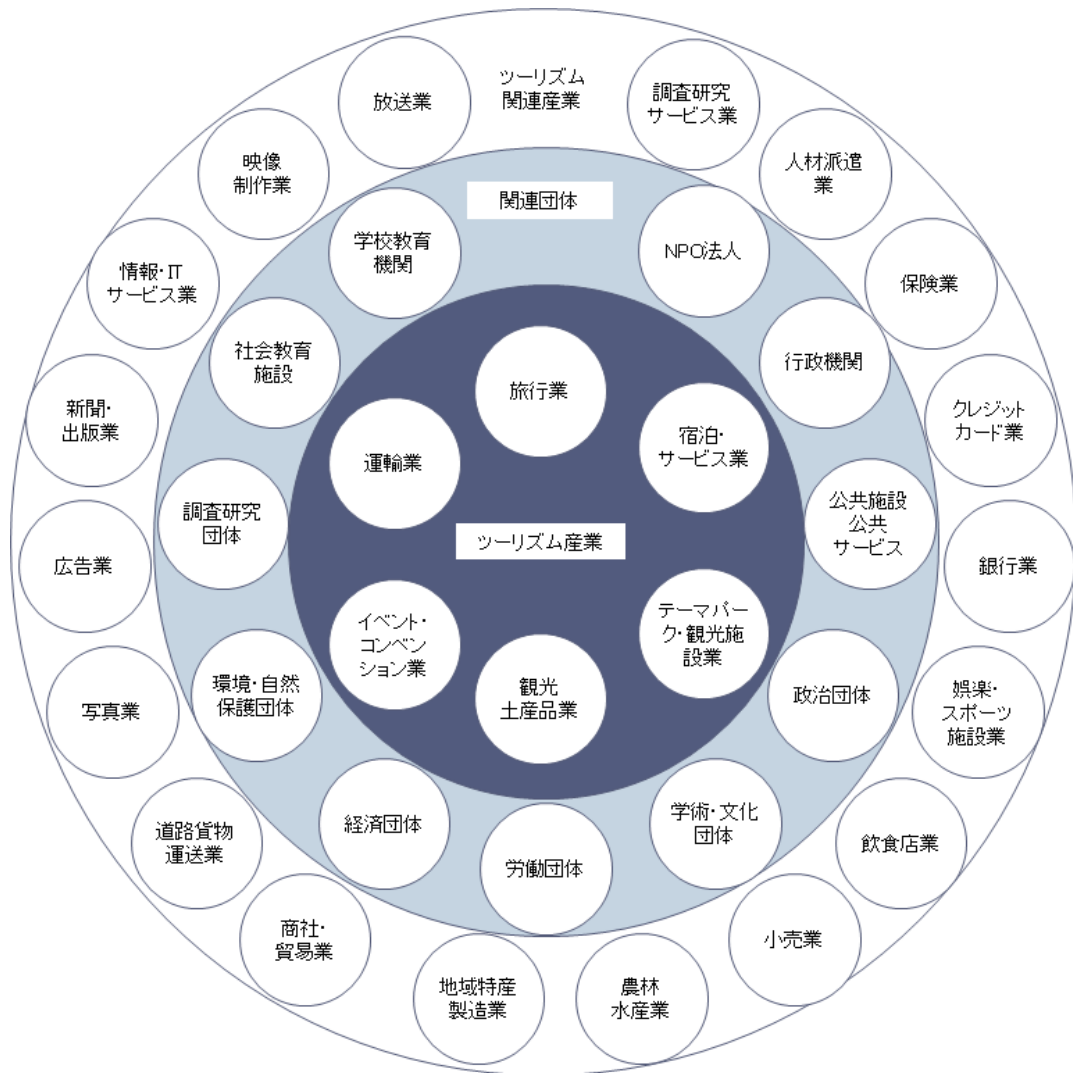 ツーリズム
関連産業
調査研究
サービス業
人材派遣
業
保険業
クレジット
カード業
銀行業
娯楽・
スポーツ
施設業
飲食店業
小売業
農林
水産業
地域特産
製造業
商社・
貿易業
道路貨物
運送業
写真業
広告業
新聞・
出版業
情報・IT
サービス業
映像
制作業
放送業
関連団体
NPO法人
行政機関
公共施設
公共
サービス
政治団体
学術・文化
団体
労働団体
経済団体
環境・自然
保護団体
調査研究
団体
社会教育
施設
学校教育
機関
ツーリズム産業
旅行業
宿泊・
サービス業
テーマパー
ク・観光施
設業
観光
土産品業
イベント・
コンベン
ション業
運輸業